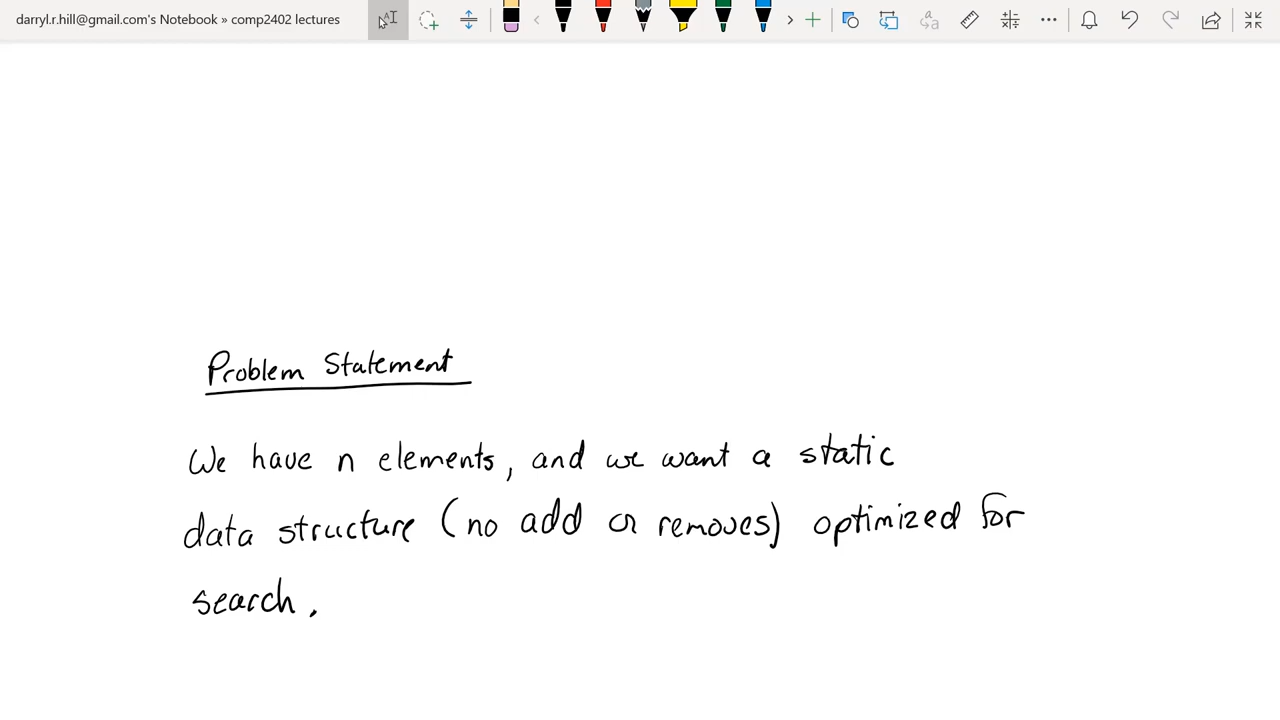 darryl.r.hill@gmail.com's Notebook » comp2402 lectures
Problem Statement
We have n elements, and we want a static
data structure (no add or removes) optimized for
search.